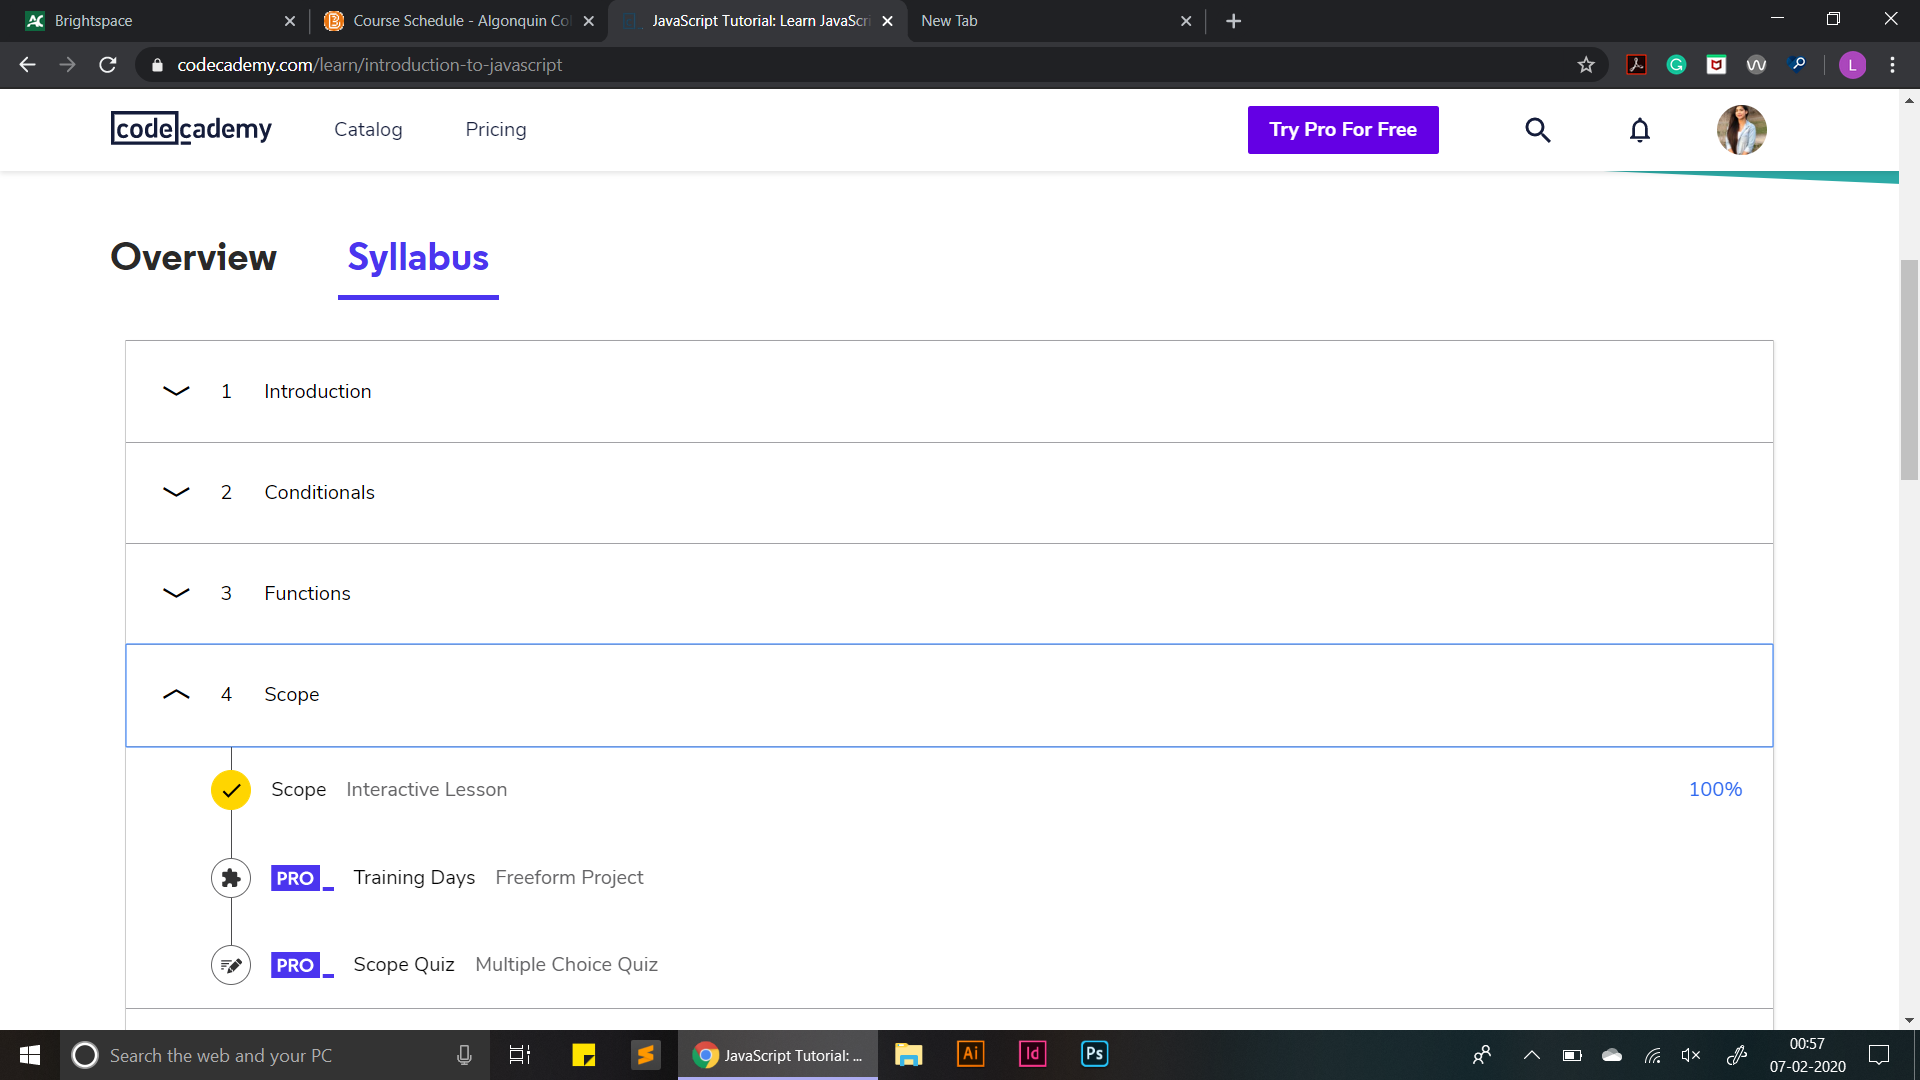 Brightspace
Course Schedule - Algonquin Co
JavaScript Tutorial: Learn JavaScri
New Tab
codecademy.com/learn/introduction-to-javascript
L
codecademy
Catalog
Pricing
Try Pro For Free
Overview
Syllabus
1 Introduction
2 Conditionals
3 Functions
4 Scope
Scope Interactive Lesson 100%
PRO Training Days Freeform Project
PRO Scope Quiz Multiple Choice Quiz
Search the web and your PC
JavaScript Tutorial: ...
Ai
Id
Ps
00:57
07-02-2020